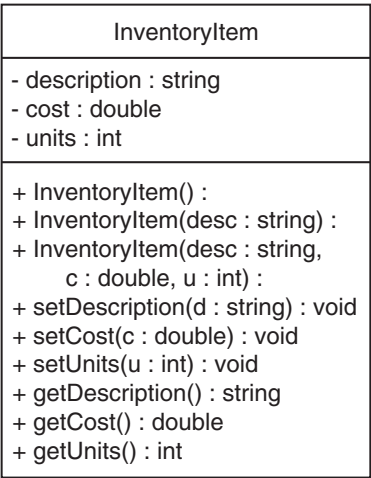 InventoryItem
- description : string
- cost : double
- units : int
+ InventoryItem() :
+ InventoryItem(desc : string) :
+ InventoryItem(desc : string,
c : double, u : int) :
+ setDescription(d : string) : void
+ setCost(c : double) : void
+ setUnits(u : int) : void
+ getDescription() : string
+ getCost() : double
+ getUnits() : int